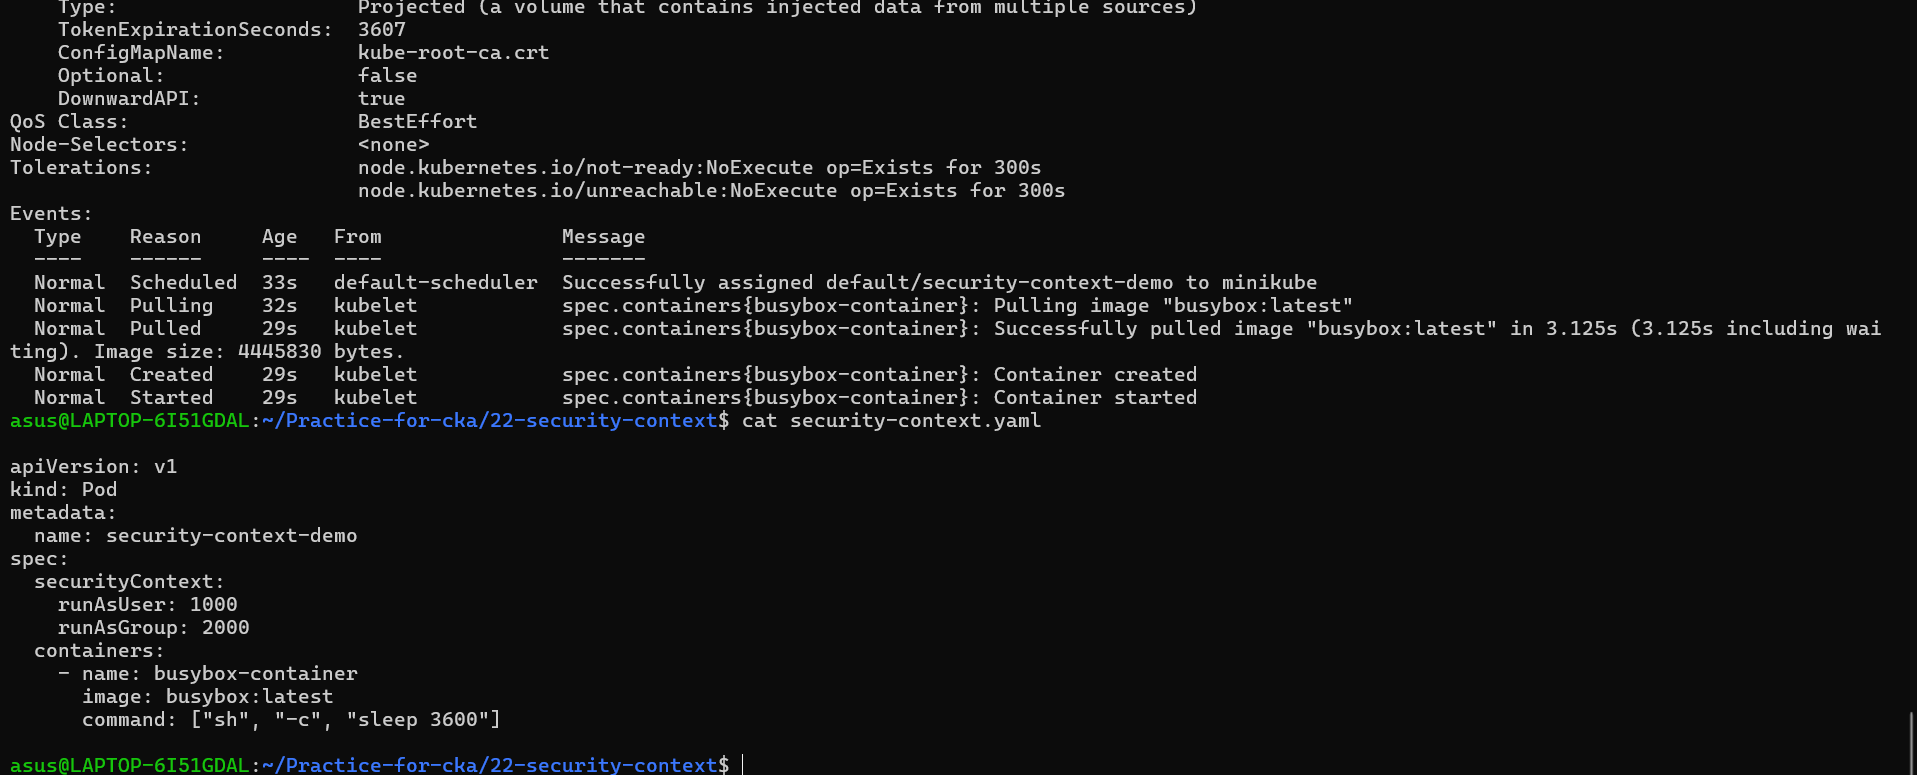 Type:                    Projected (a volume that contains injected data from multiple sources)
    TokenExpirationSeconds:  3607
    ConfigMapName:           kube-root-ca.crt
    Optional:                false
    DownwardAPI:             true
QoS Class:                   BestEffort
Node-Selectors:              <none>
Tolerations:                 node.kubernetes.io/not-ready:NoExecute op=Exists for 300s
                             node.kubernetes.io/unreachable:NoExecute op=Exists for 300s
Events:
  Type    Reason     Age   From               Message
  ----    ------     ----  ----               -------
  Normal  Scheduled  33s   default-scheduler  Successfully assigned default/security-context-demo to minikube
  Normal  Pulling    32s   kubelet            spec.containers{busybox-container}: Pulling image "busybox:latest"
  Normal  Pulled     29s   kubelet            spec.containers{busybox-container}: Successfully pulled image "busybox:latest" in 3.125s (3.125s including wai
ting). Image size: 4445830 bytes.
  Normal  Created    29s   kubelet            spec.containers{busybox-container}: Container created
  Normal  Started    29s   kubelet            spec.containers{busybox-container}: Container started
asus@LAPTOP-6I51GDAL:~/Practice-for-cka/22-security-context$ cat security-context.yaml

apiVersion: v1
kind: Pod
metadata:
  name: security-context-demo
spec:
  securityContext:
    runAsUser: 1000
    runAsGroup: 2000
  containers:
    - name: busybox-container
      image: busybox:latest
      command: ["sh", "-c", "sleep 3600"]

asus@LAPTOP-6I51GDAL:~/Practice-for-cka/22-security-context$